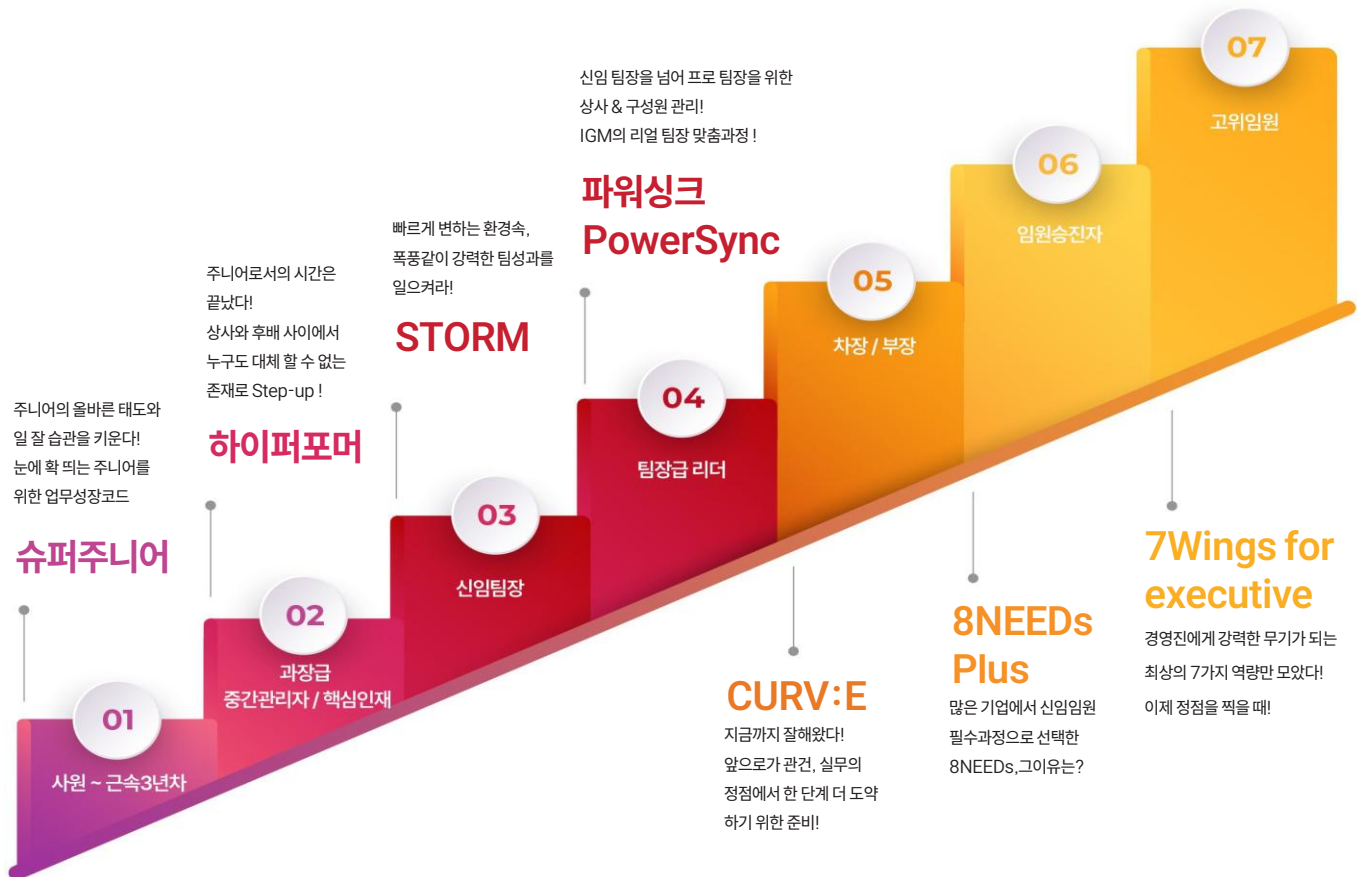 주니어의 올바른 태도와
일 잘 습관을 키운다!
눈에 확 띄는 주니어를
위한 업무성장코드
슈퍼주니어
01
사원 ~ 근속3년차
주니어로서의 시간은
끝났다!
상사와 후배 사이에서
누구도 대체 할 수 없는
존재로 Step-up !
하이퍼포머
02
과장급
중간관리자 / 핵심인재
빠르게 변하는 환경속,
폭풍같이 강력한 팀성과를
일으켜라!
STORM
03
신임팀장
신임 팀장을 넘어 프로 팀장을 위한
상사 & 구성원 관리!
IGM의 리얼 팀장 맞춤과정 !
파워싱크
PowerSync
04
팀장급 리더
05
차장 / 부장
CURV:E
지금까지 잘해왔다!
앞으로가 관건, 실무의
정점에서 한 단계 더 도약
하기 위한 준비!
06
임원승진자
8NEEDs
Plus
많은 기업에서 신임임원
필수과정으로 선택한
8NEEDs,그이유는?
07
고위임원
7Wings for
executive
경영진에게 강력한 무기가 되는
최상의 7가지 역량만 모았다!
이제 정점을 찍을 때!